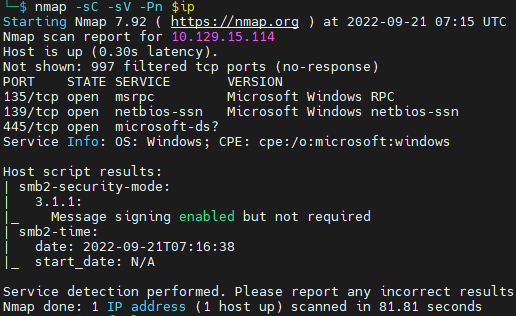 └─$ nmap -sC -sV -Pn $ip
Starting Nmap 7.92 ( https://nmap.org ) at 2022-09-21 07:15 UTC
Nmap scan report for 10.129.15.114
Host is up (0.30s latency).
Not shown: 997 filtered tcp ports (no-response)
PORT    STATE SERVICE       VERSION
135/tcp open  msrpc         Microsoft Windows RPC
139/tcp open  netbios-ssn   Microsoft Windows netbios-ssn
445/tcp open  microsoft-ds?
Service Info: OS: Windows; CPE: cpe:/o:microsoft:windows

Host script results:
| smb2-security-mode:
|   3.1.1:
|_    Message signing enabled but not required
| smb2-time:
|   date: 2022-09-21T07:16:38
|_  start_date: N/A

Service detection performed. Please report any incorrect results
Nmap done: 1 IP address (1 host up) scanned in 81.81 seconds